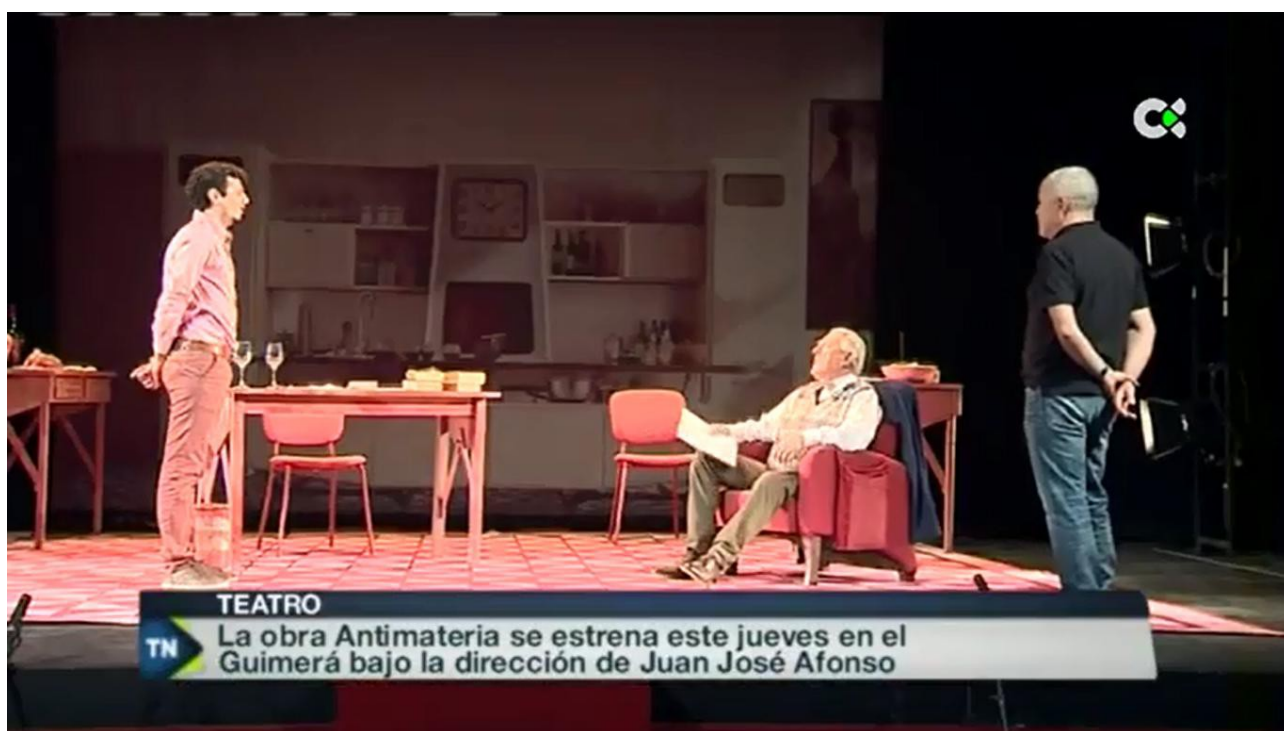 TEATRO
TN
La obra Antimateria se estrena este jueves en el
Guimerá bajo la dirección de Juan José Afonso